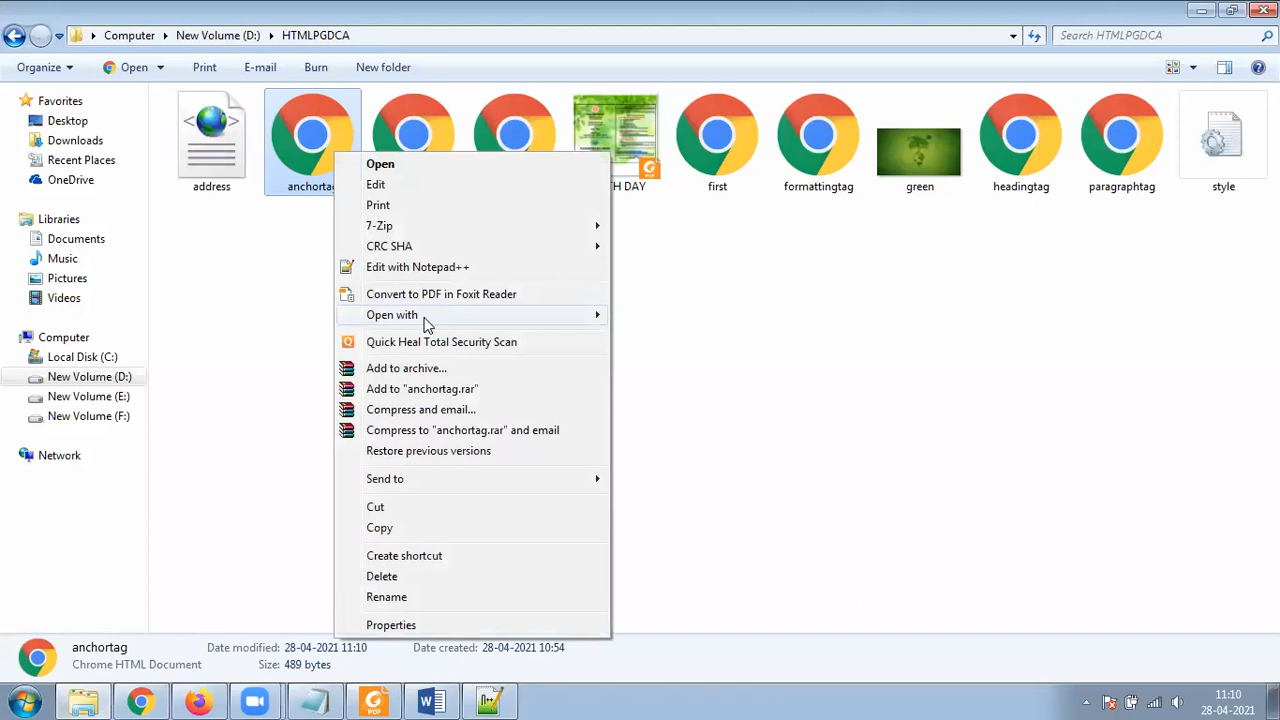 Computer ▸ New Volume (D:) ▸ HTMLPGDCA
Search HTMLPGDCA
Organize
Open
Print
E-mail
Burn
New folder
Favorites
Desktop
Downloads
Recent Places
OneDrive
Libraries
Documents
Music
Pictures
Videos
Computer
Local Disk (C:)
New Volume (D:)
New Volume (E:)
New Volume (F:)
Network
address
anchortag
TH DAY
PDF
first
formattingtag
green
headingtag
paragraphtag
style
Open
Edit
Print
7-Zip
CRC SHA
Edit with Notepad++
Convert to PDF in Foxit Reader
Open with
Quick Heal Total Security Scan
Add to archive...
Add to "anchortag.rar"
Compress and email...
Compress to "anchortag.rar" and email
Restore previous versions
Send to
Cut
Copy
Create shortcut
Delete
Rename
Properties
anchortag
Date modified: 28-04-2021 11:10
Date created: 28-04-2021 10:54
Chrome HTML Document
Size: 489 bytes
PDF
11:10
28-04-2021